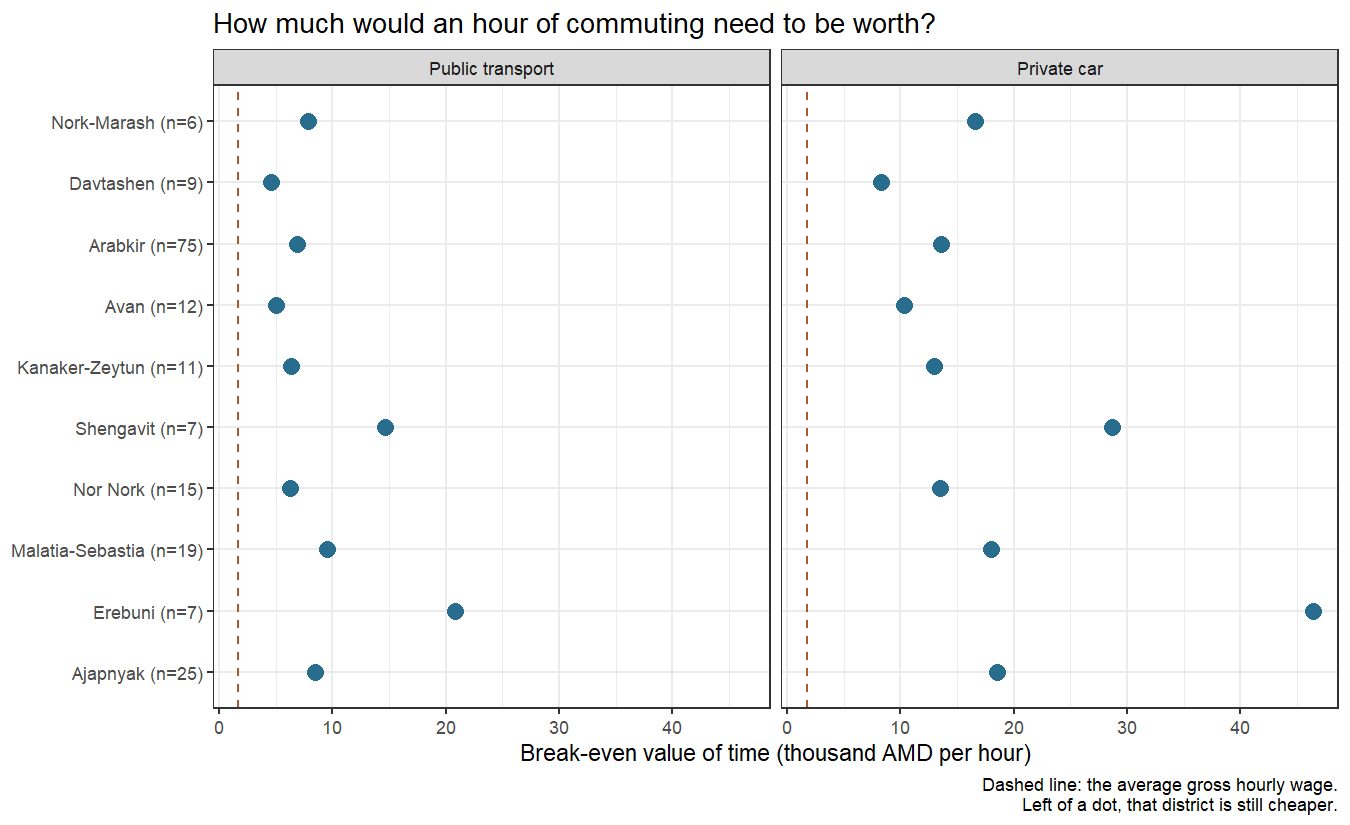 How much would an hour of commuting need to be worth?
Public transport
Private car
Nork-Marash (n=6)
Davtashen (n=9)
Arabkir (n=75)
Avan (n=12)
Kanaker-Zeytun (n=11)
Shengavit (n=7)
Nor Nork (n=15)
Malatia-Sebastia (n=19)
Erebuni (n=7)
Ajapnyak (n=25)
0 10 20 30 40
0 10 20 30 40
Break-even value of time (thousand AMD per hour)
Dashed line: the average gross hourly wage.
Left of a dot, that district is still cheaper.